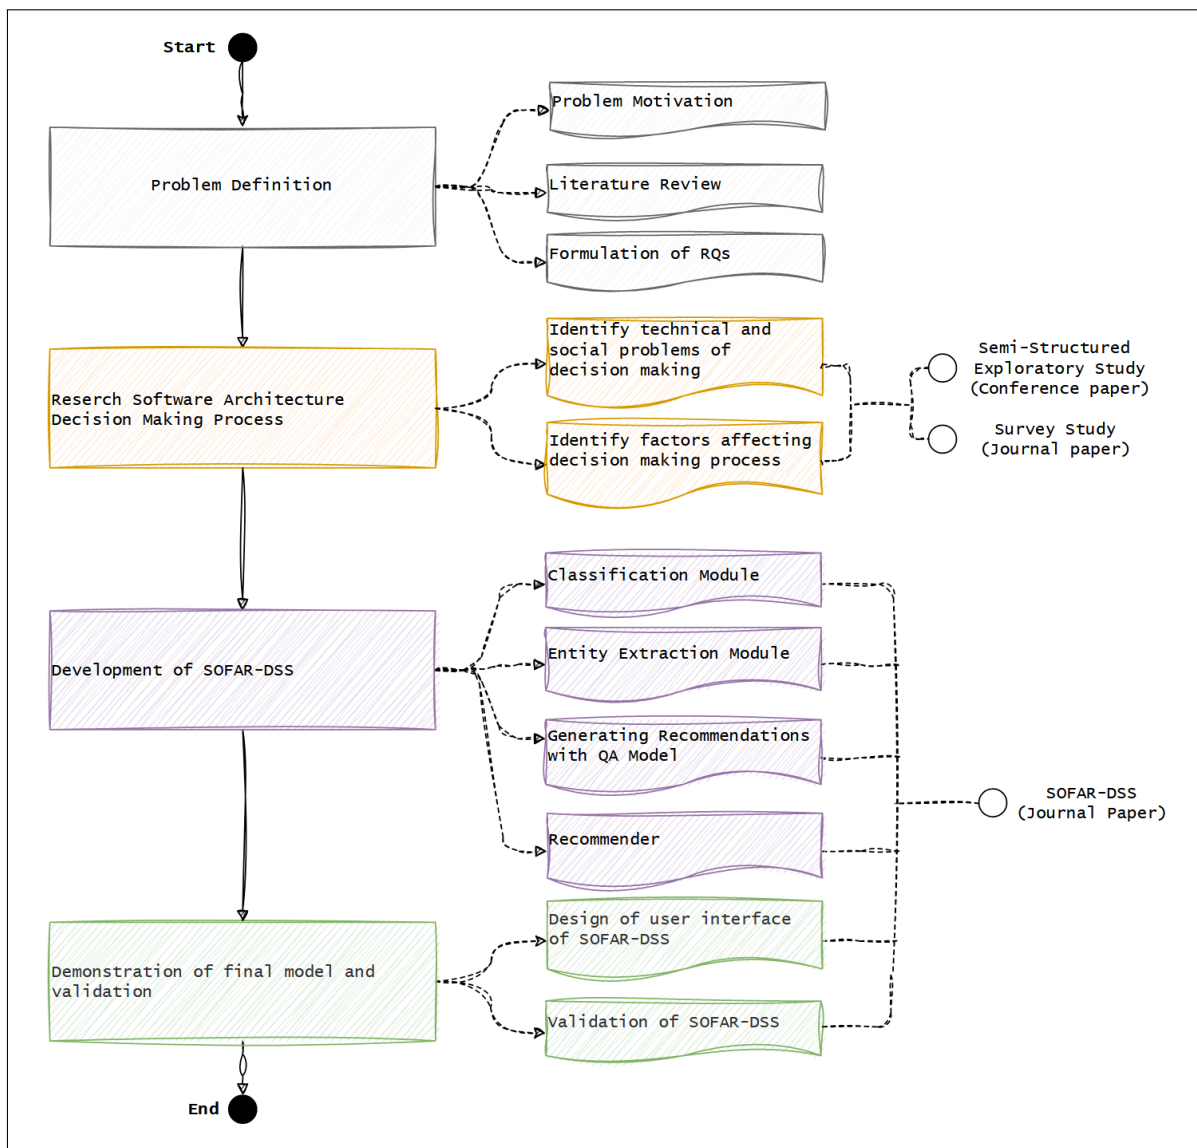 Start
Problem Definition
Problem Motivation
Literature Review
Formulation of RQs
Reserch Software Architecture
Decision Making Process
Identify technical and
social problems of
decision making
Identify factors affecting
decision making process
Semi-Structured
Exploratory Study
(Conference paper)
Survey Study
(Journal paper)
Development of SOFAR-DSS
Classification Module
Entity Extraction Module
Generating Recommendations
with QA Model
Recommender
SOFAR-DSS
(Journal Paper)
Demonstration of final model and
validation
Design of user interface
of SOFAR-DSS
Validation of SOFAR-DSS
End